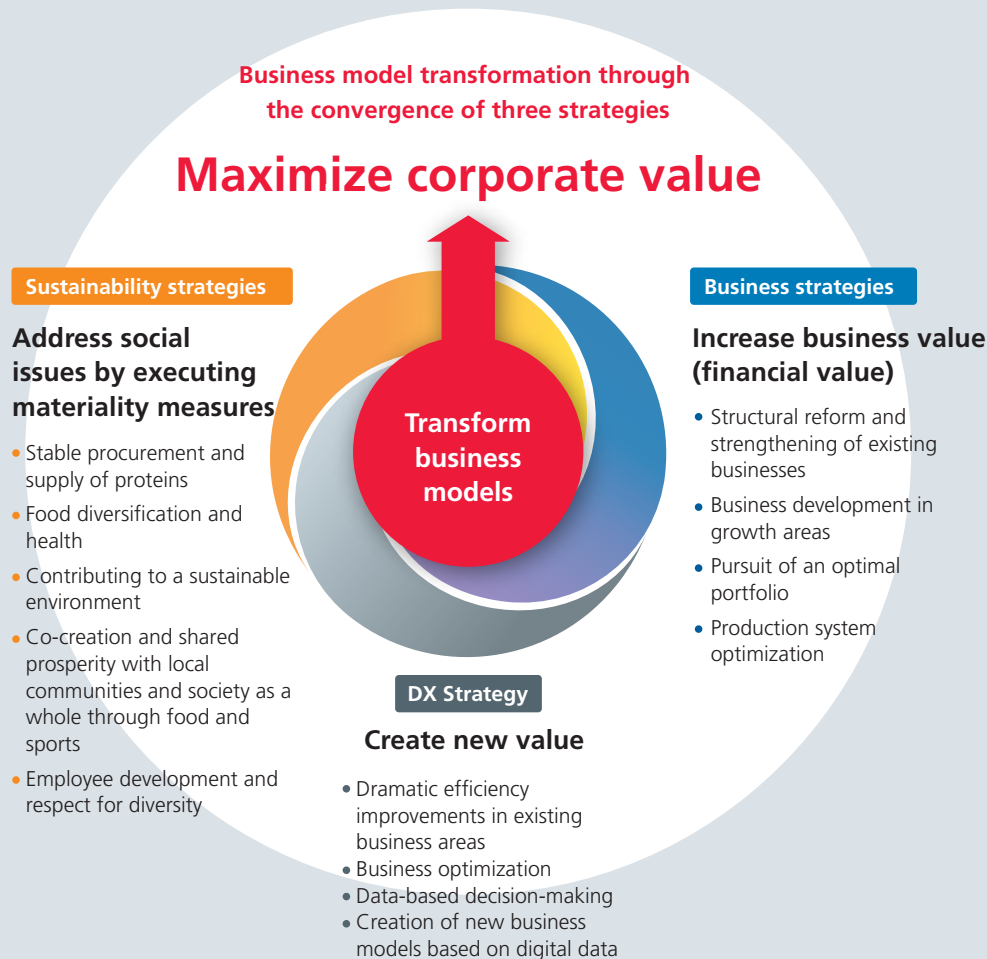 Business model transformation through
the convergence of three strategies
Maximize corporate value
Sustainability strategies
Address social
issues by executing
materiality measures
• Stable procurement and
supply of proteins
• Food diversification and
health
• Contributing to a sustainable
environment
• Co-creation and shared
prosperity with local
communities and society as a
whole through food and
sports
• Employee development and
respect for diversity
Transform
business
models
Business strategies
Increase business value
(financial value)
• Structural reform and
strengthening of existing
businesses
• Business development in
growth areas
• Pursuit of an optimal
portfolio
• Production system
optimization
DX Strategy
Create new value
• Dramatic efficiency
improvements in existing
business areas
• Business optimization
• Data-based decision-making
• Creation of new business
models based on digital data